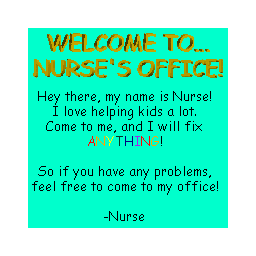 WELCOME TO...
NURSE'S OFFICE!
Hey there, my name is Nurse!
I love helping kids a lot.
Come to me, and I will fix
ANYTHING!
So if you have any problems,
feel free to come to my office!
-Nurse